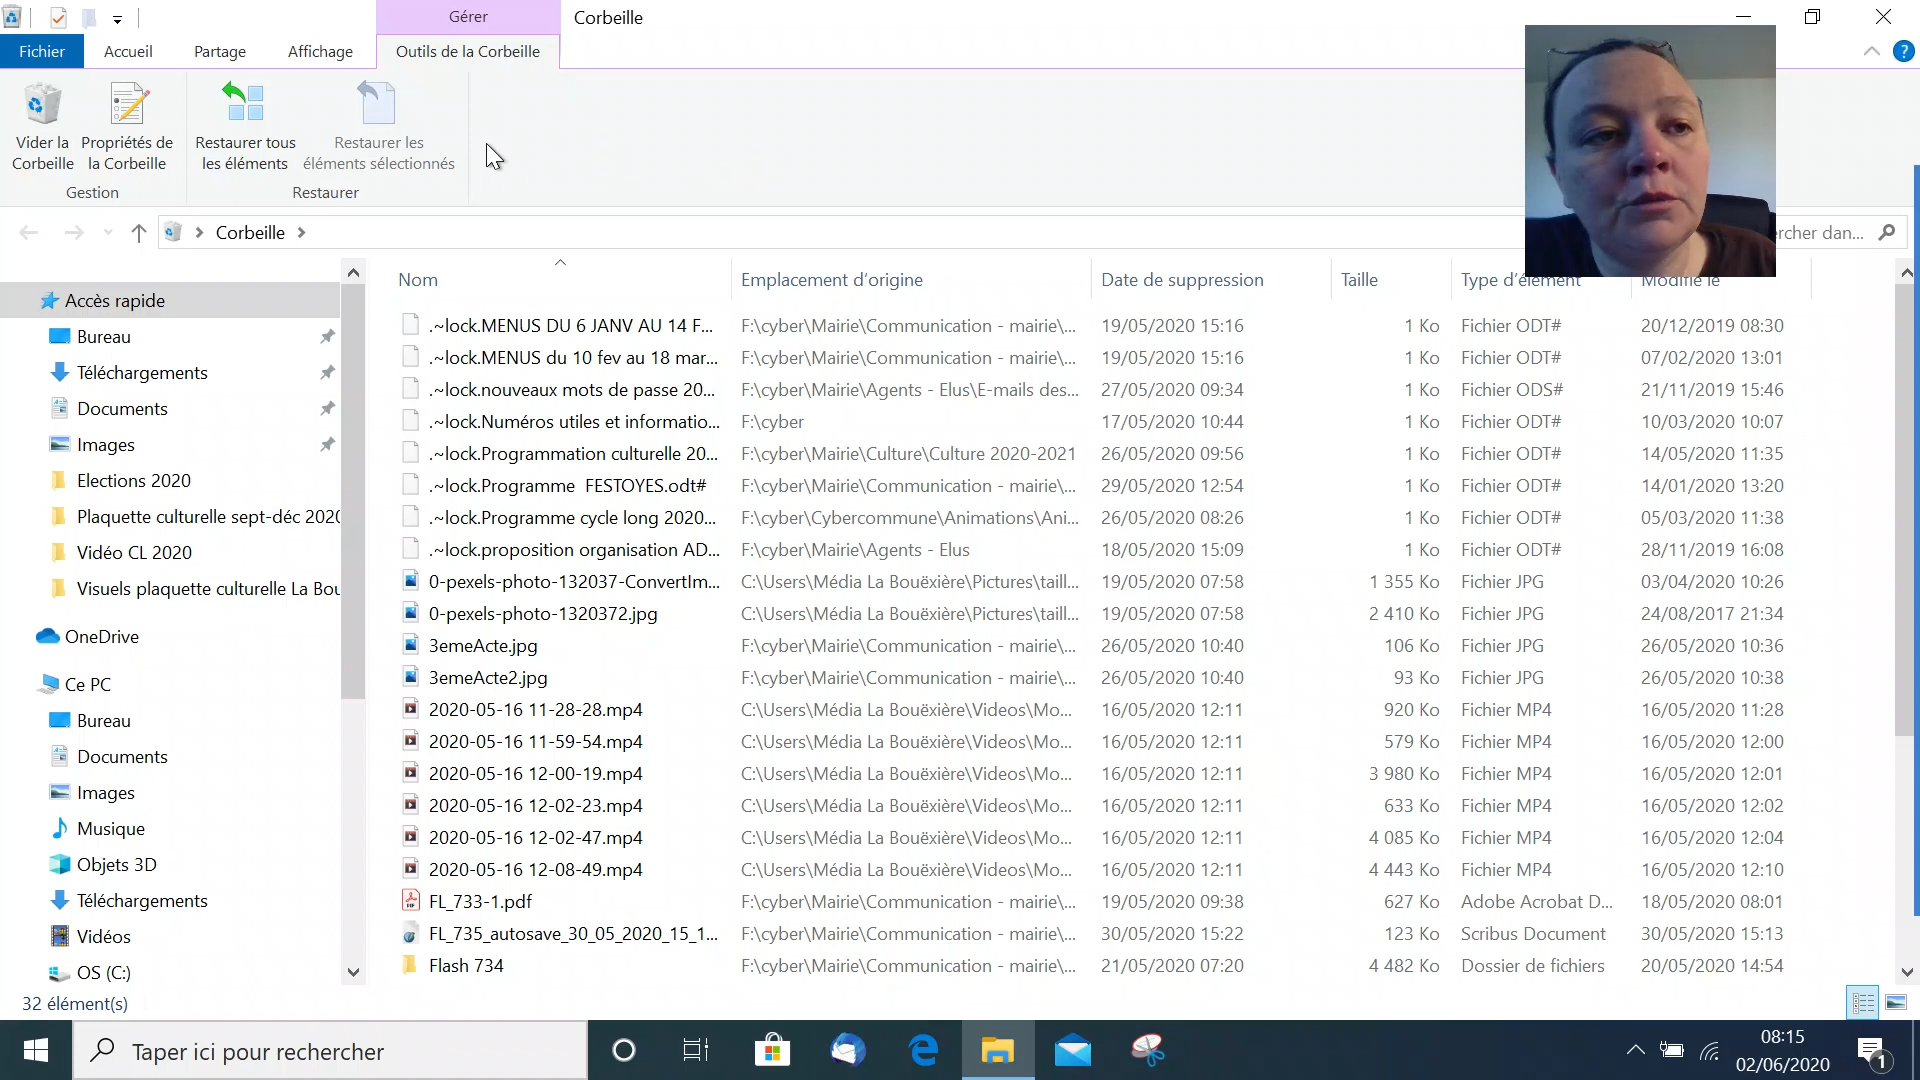 Gérer
Corbeille
Fichier
Accueil
Partage
Affichage
Outils de la Corbeille
Vider la
Corbeille
Propriétés de
la Corbeille
Restaurer tous
les éléments
Restaurer les
éléments sélectionnés
Gestion
Restaurer
Corbeille
rcher dan...
Nom
Emplacement d'origine
Date de suppression
Taille
Type d'élément
Modifié le
Accès rapide
Bureau
Téléchargements
Documents
Images
Elections 2020
Plaquette culturelle sept-déc 2020
Vidéo CL 2020
Visuels plaquette culturelle La Bou
OneDrive
Ce PC
Bureau
Documents
Images
Musique
Objets 3D
Téléchargements
Vidéos
OS (C:)
.~lock.MENUS DU 6 JANV AU 14 F... F:\cyber\Mairie\Communication - mairie\... 19/05/2020 15:16 1 Ko Fichier ODT# 20/12/2019 08:30
.~lock.MENUS du 10 fev au 18 mar... F:\cyber\Mairie\Communication - mairie\... 19/05/2020 15:16 1 Ko Fichier ODT# 07/02/2020 13:01
.~lock.nouveaux mots de passe 20... F:\cyber\Mairie\Agents - Elus\E-mails des... 27/05/2020 09:34 1 Ko Fichier ODS# 21/11/2019 15:46
.~lock.Numéros utiles et informatio... F:\cyber 17/05/2020 10:44 1 Ko Fichier ODT# 10/03/2020 10:07
.~lock.Programmation culturelle 20... F:\cyber\Mairie\Culture\Culture 2020-2021 26/05/2020 09:56 1 Ko Fichier ODT# 14/05/2020 11:35
.~lock.Programme FESTOYES.odt# F:\cyber\Mairie\Communication - mairie\... 29/05/2020 12:54 1 Ko Fichier ODT# 14/01/2020 13:20
.~lock.Programme cycle long 2020... F:\cyber\Cybercommune\Animations\Ani... 26/05/2020 08:26 1 Ko Fichier ODT# 05/03/2020 11:38
.~lock.proposition organisation AD... F:\cyber\Mairie\Agents - Elus 18/05/2020 15:09 1 Ko Fichier ODT# 28/11/2019 16:08
0-pexels-photo-132037-ConvertIm... C:\Users\Média La Bouëxière\Pictures\taill... 19/05/2020 07:58 1 355 Ko Fichier JPG 03/04/2020 10:26
0-pexels-photo-1320372.jpg C:\Users\Média La Bouëxière\Pictures\taill... 19/05/2020 07:58 2 410 Ko Fichier JPG 24/08/2017 21:34
3emeActe.jpg F:\cyber\Mairie\Communication - mairie\... 26/05/2020 10:40 106 Ko Fichier JPG 26/05/2020 10:36
3emeActe2.jpg F:\cyber\Mairie\Communication - mairie\... 26/05/2020 10:40 93 Ko Fichier JPG 26/05/2020 10:38
2020-05-16 11-28-28.mp4 C:\Users\Média La Bouëxière\Videos\Mo... 16/05/2020 12:11 920 Ko Fichier MP4 16/05/2020 11:28
2020-05-16 11-59-54.mp4 C:\Users\Média La Bouëxière\Videos\Mo... 16/05/2020 12:11 579 Ko Fichier MP4 16/05/2020 12:00
2020-05-16 12-00-19.mp4 C:\Users\Média La Bouëxière\Videos\Mo... 16/05/2020 12:11 3 980 Ko Fichier MP4 16/05/2020 12:01
2020-05-16 12-02-23.mp4 C:\Users\Média La Bouëxière\Videos\Mo... 16/05/2020 12:11 633 Ko Fichier MP4 16/05/2020 12:02
2020-05-16 12-02-47.mp4 C:\Users\Média La Bouëxière\Videos\Mo... 16/05/2020 12:11 4 085 Ko Fichier MP4 16/05/2020 12:04
2020-05-16 12-08-49.mp4 C:\Users\Média La Bouëxière\Videos\Mo... 16/05/2020 12:11 4 443 Ko Fichier MP4 16/05/2020 12:10
FL_733-1.pdf F:\cyber\Mairie\Communication - mairie\... 19/05/2020 09:38 627 Ko Adobe Acrobat D... 18/05/2020 08:01
FL_735_autosave_30_05_2020_15_1... F:\cyber\Mairie\Communication - mairie\... 30/05/2020 15:22 123 Ko Scribus Document 30/05/2020 15:13
Flash 734 F:\cyber\Mairie\Communication - mairie\... 21/05/2020 07:20 4 482 Ko Dossier de fichiers 20/05/2020 14:54
32 élément(s)
Taper ici pour rechercher
08:15
02/06/2020
1